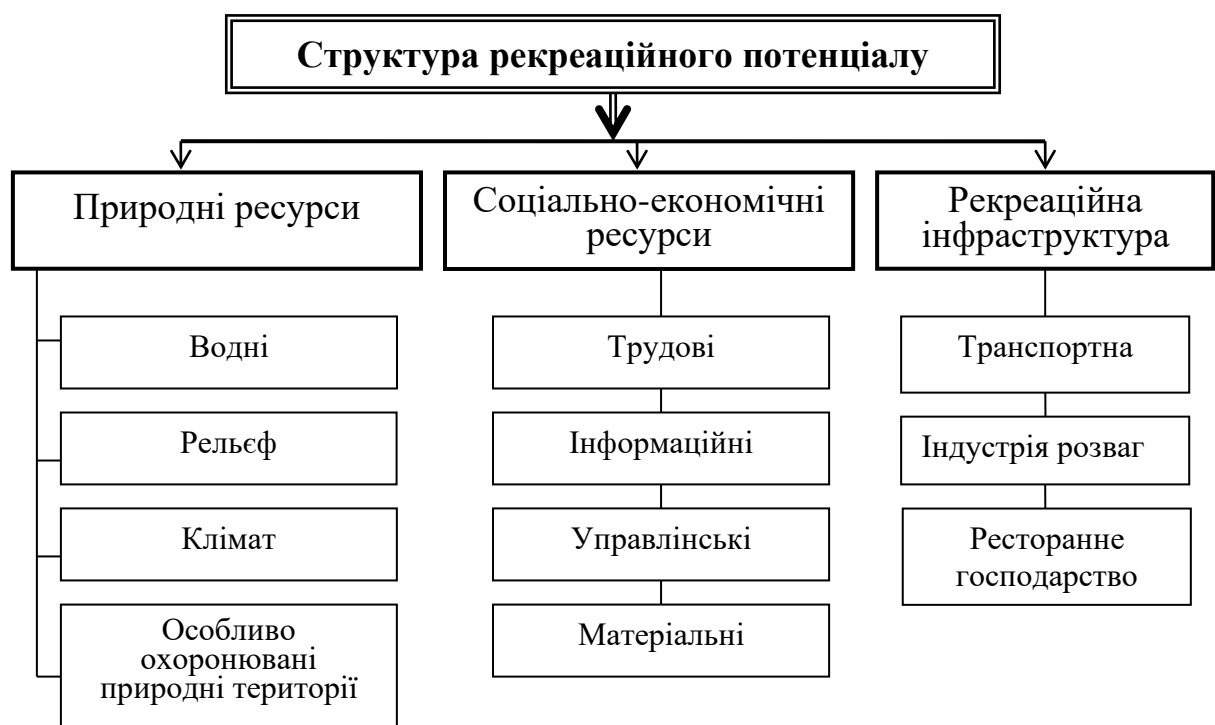 Структура рекреаційного потенціалу
Природні ресурси
Соціально-економічні
ресурси
Рекреаційна
інфраструктура
Водні
Рельєф
Клімат
Особливо
охоронювані
природні території
Трудові
Інформаційні
Управлінські
Матеріальні
Транспортна
Індустрія розваг
Ресторанне
господарство